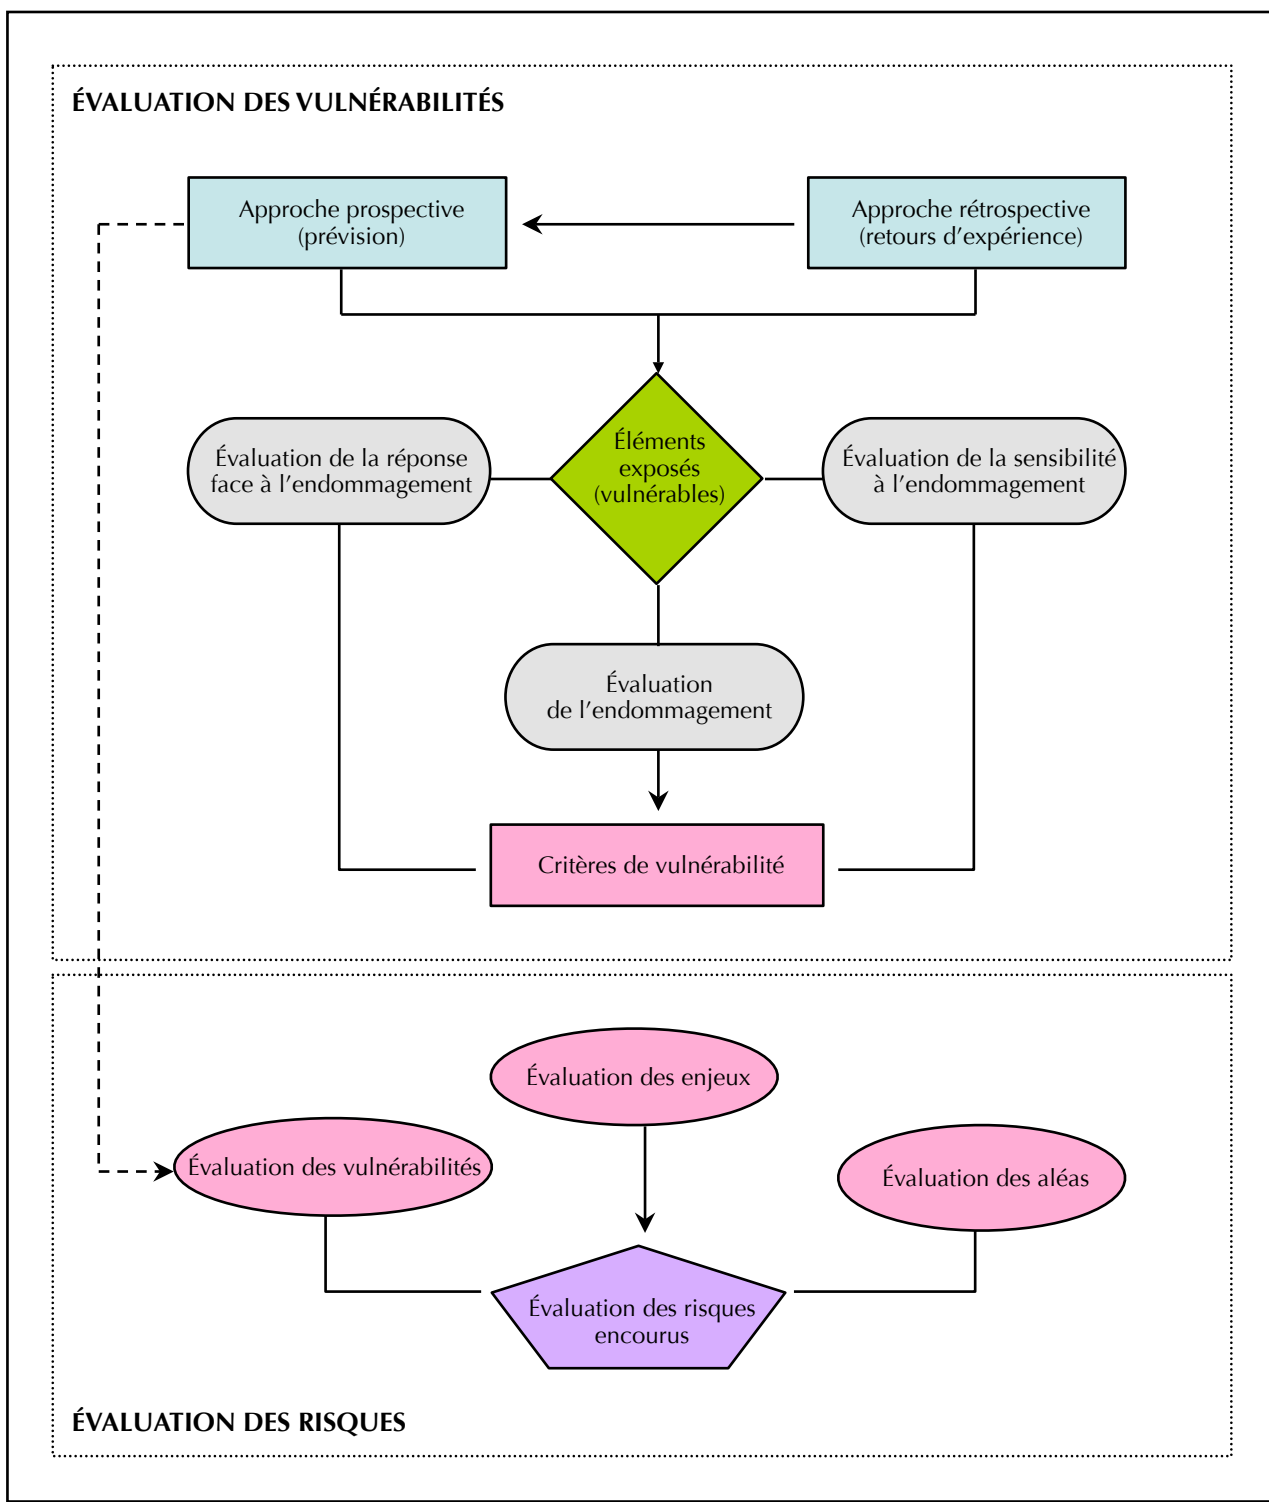 ÉVALUATION DES VULNÉRABILITÉS
Approche prospective
(prévision)
Approche rétrospective
(retours d’expérience)
Éléments
exposés
(vulnérables)
Évaluation de la réponse
face à l’endommagement
Évaluation de la sensibilité
à l’endommagement
Évaluation
de l’endommagement
Critères de vulnérabilité
Évaluation des enjeux
Évaluation des vulnérabilités
Évaluation des aléas
Évaluation des risques
encourus
ÉVALUATION DES RISQUES